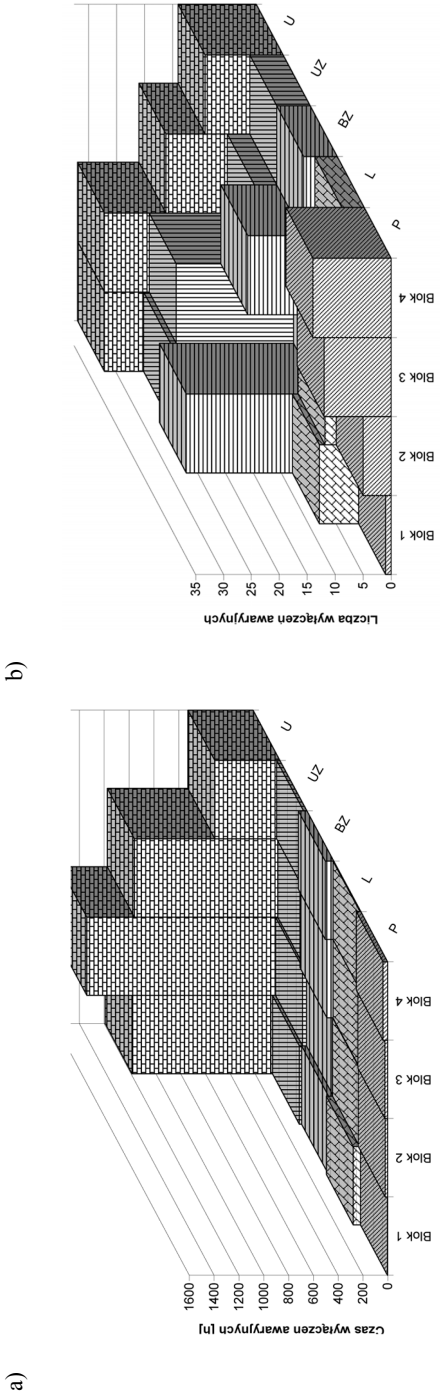 a)
Czas wyłączeń awaryjnych [h]
1600
1400
1200
1000
800
600
400
200
0
Blok 1
Blok 2
Blok 3
Blok 4
P
L
BZ
UZ
U
b)
Liczba wyłączeń awaryjnych
35
30
25
20
15
10
5
0
Blok 1
Blok 2
Blok 3
Blok 4
P
L
BZ
UZ
U